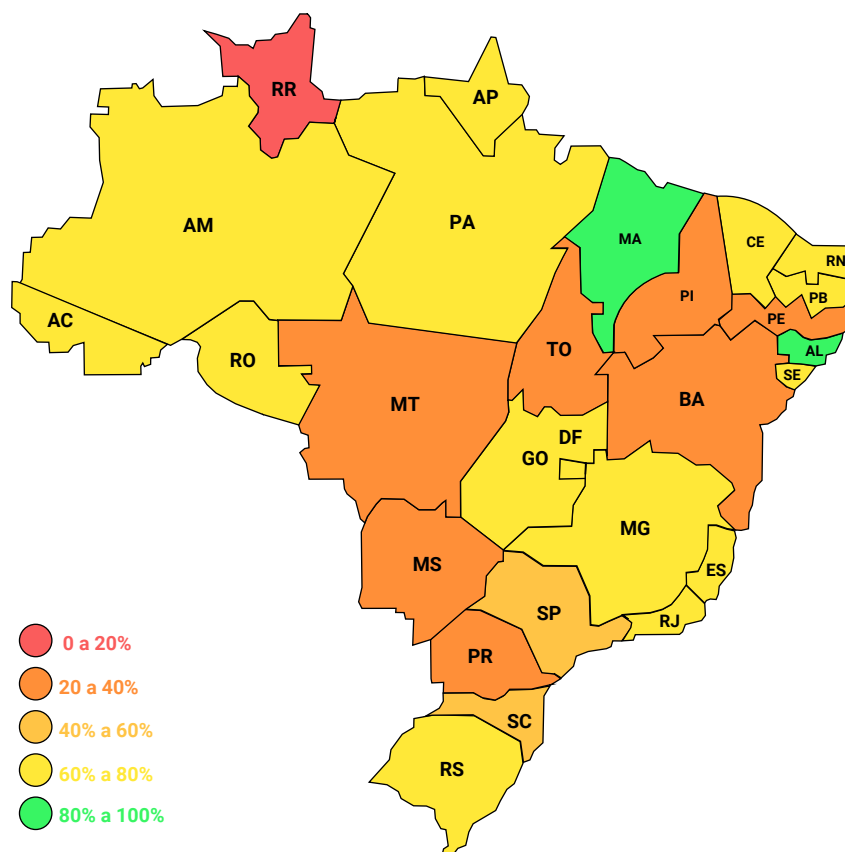 RR
AP
AM
PA
MA
CE
RN
PI
PB
PE
AC
AL
RO
TO
SE
MT
BA
DF
GO
MG
MS
ES
SP
RJ
PR
SC
RS
0 a 20%
20 a 40%
40% a 60%
60% a 80%
80% a 100%